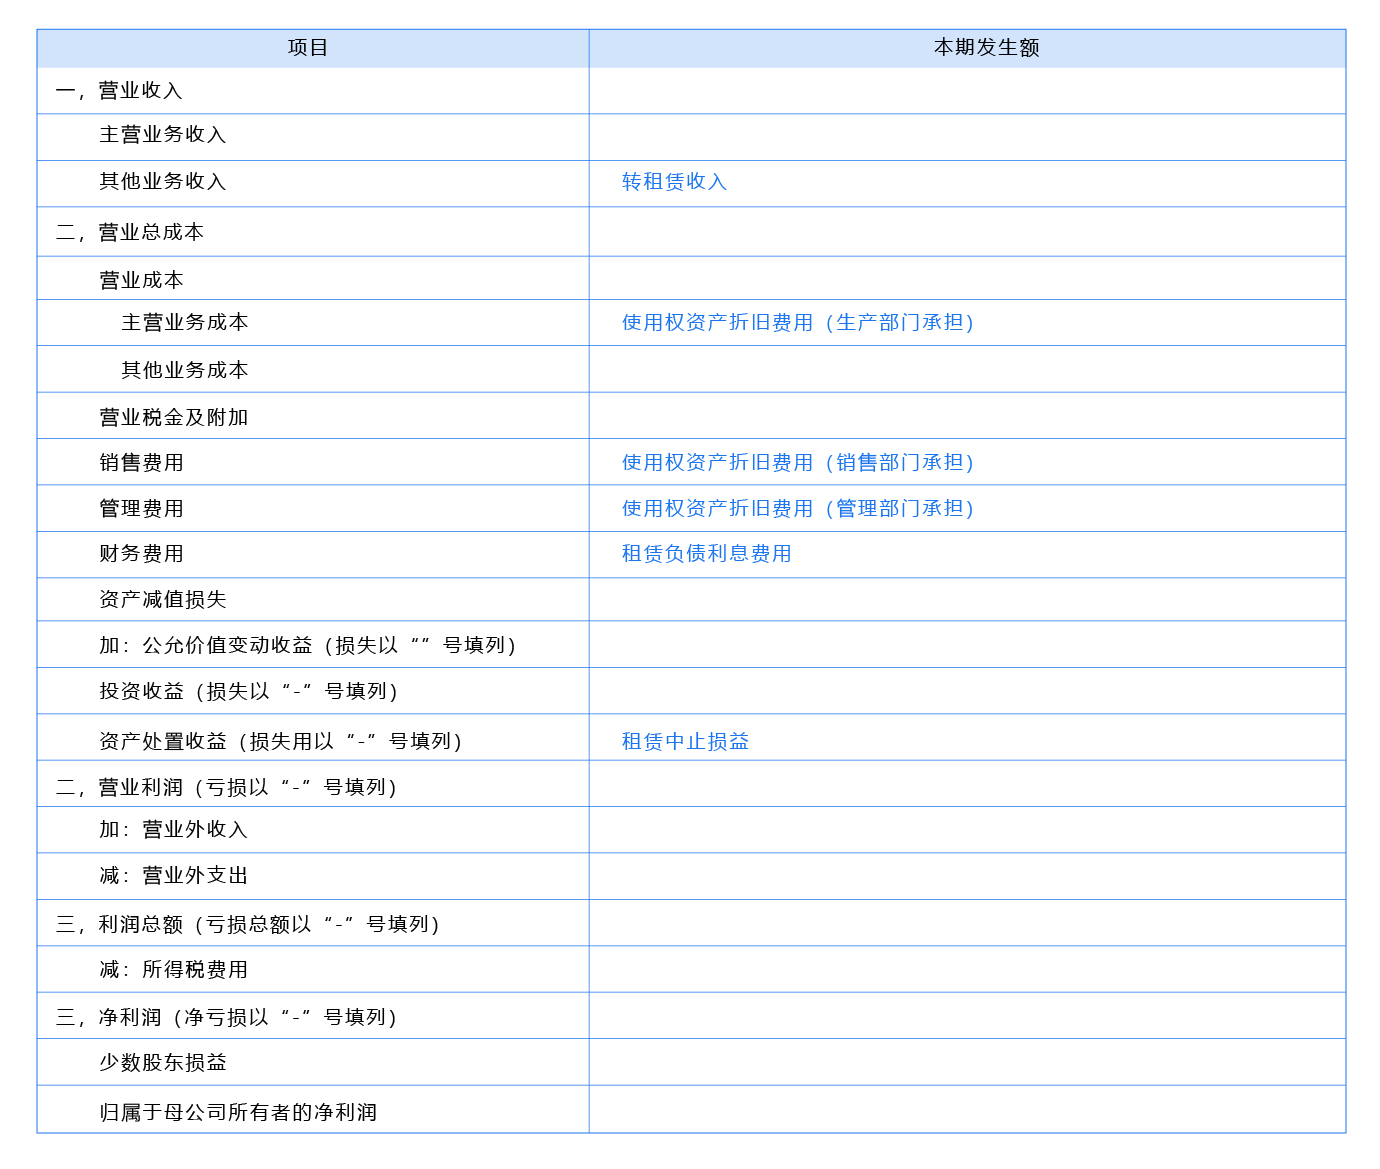 项目 本期发生额
一，营业收入
主营业务收入
其他业务收入 转租赁收入
二，营业总成本
营业成本
主营业务成本 使用权资产折旧费用（生产部门承担）
其他业务成本
营业税金及附加
销售费用 使用权资产折旧费用（销售部门承担）
管理费用 使用权资产折旧费用（管理部门承担）
财务费用 租赁负债利息费用
资产减值损失
加：公允价值变动收益（损失以“”号填列）
投资收益（损失以“-”号填列）
资产处置收益（损失用以“-”号填列） 租赁中止损益
二，营业利润（亏损以“-”号填列）
加：营业外收入
减：营业外支出
三，利润总额（亏损总额以“-”号填列）
减：所得税费用
三，净利润（净亏损以“-”号填列）
少数股东损益
归属于母公司所有者的净利润